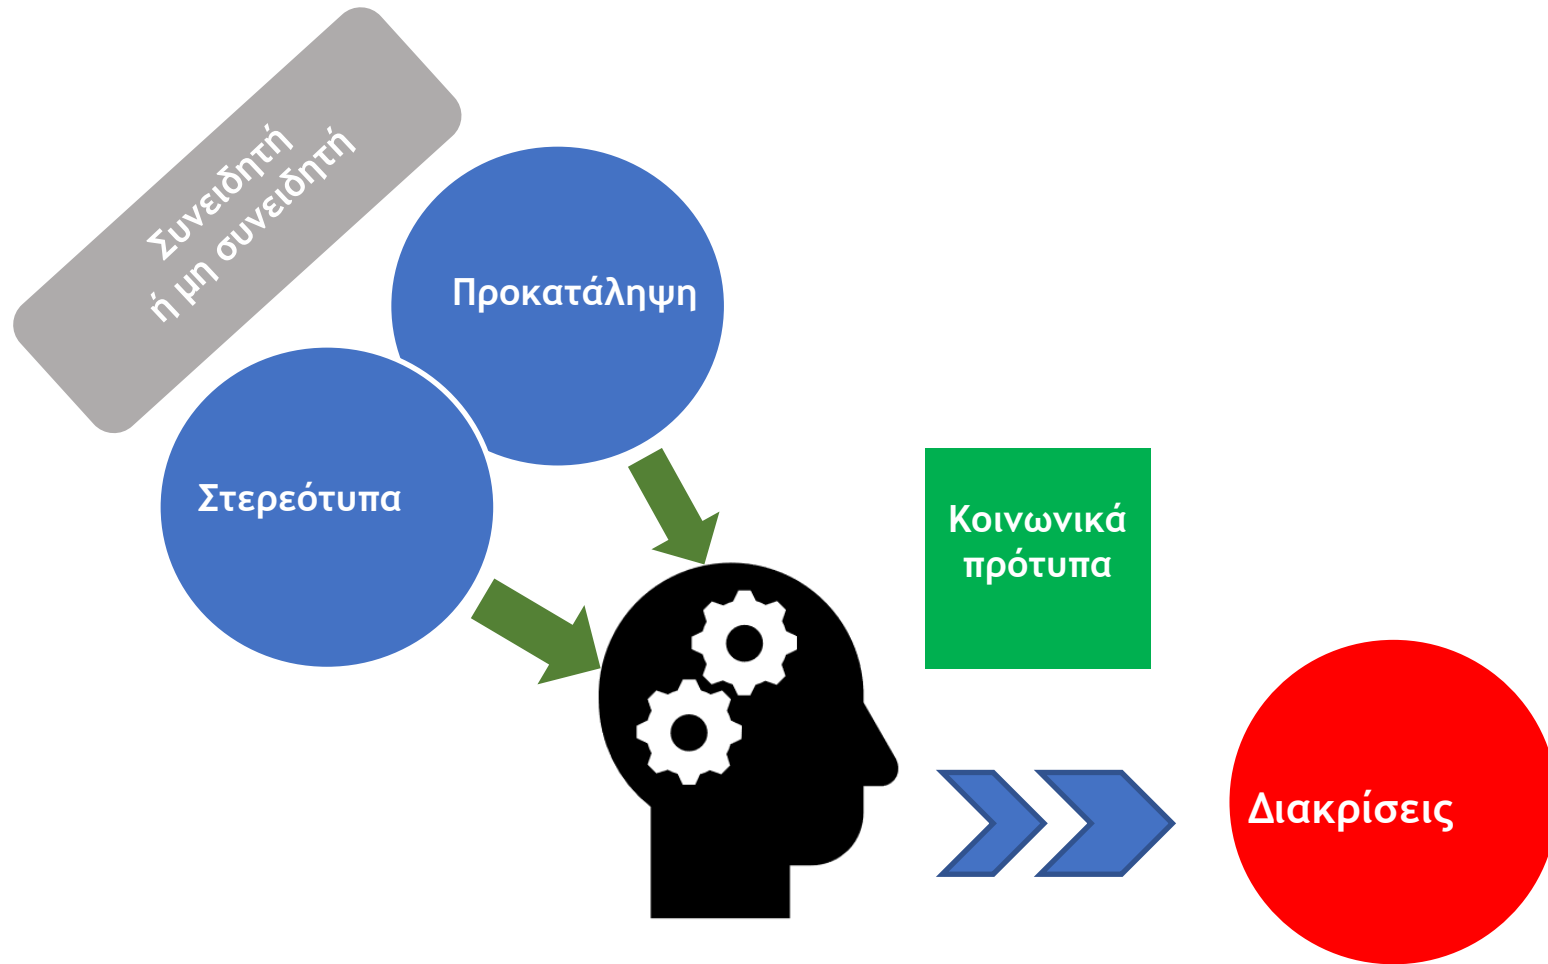 Συνειδητή
ή μη συνειδητή
Προκατάληψη
Στερεότυπα
Κοινωνικά
πρότυπα
Διακρίσεις